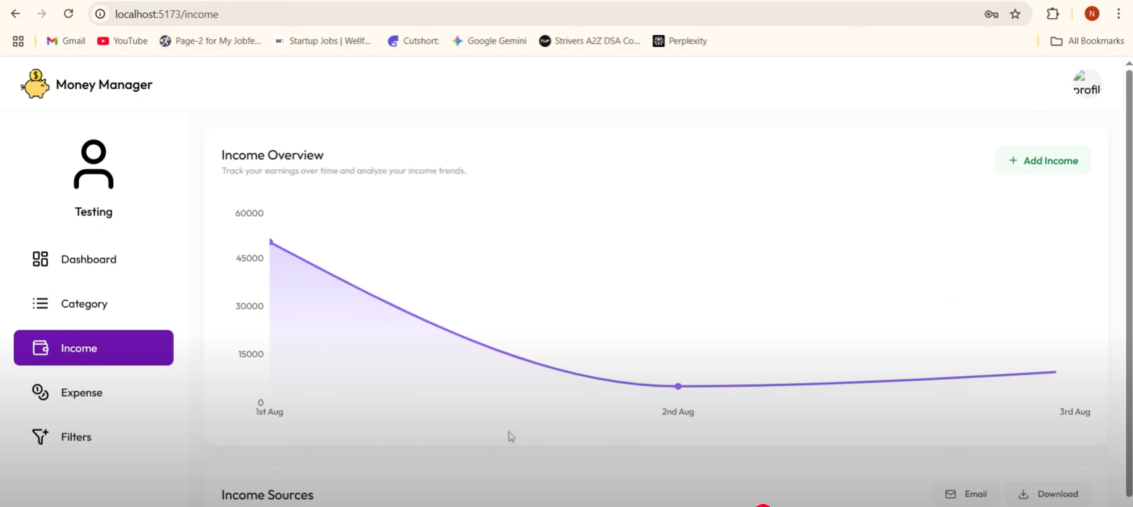 localhost:5173/income
N
Gmail YouTube Page-2 for My Jobfe... Startup Jobs | Wellf... Cutshort: Google Gemini Strivers A2Z DSA Co... Perplexity All Bookmarks
Money Manager
profil
Testing
Dashboard
Category
Income
Expense
Filters
Income Overview
Track your earnings over time and analyze your income trends.
+ Add Income
60000
45000
30000
15000
0
1st Aug 2nd Aug 3rd Aug
Income Sources
Email
Download